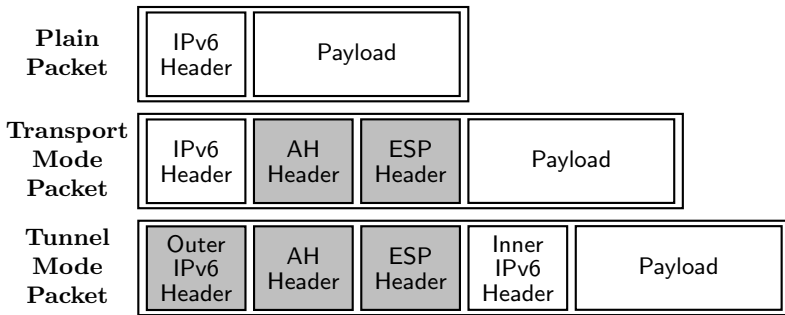 Plain
Packet
IPv6
Header
Payload
Transport
Mode
Packet
IPv6
Header
AH
Header
ESP
Header
Payload
Tunnel
Mode
Packet
Outer
IPv6
Header
AH
Header
ESP
Header
Inner
IPv6
Header
Payload